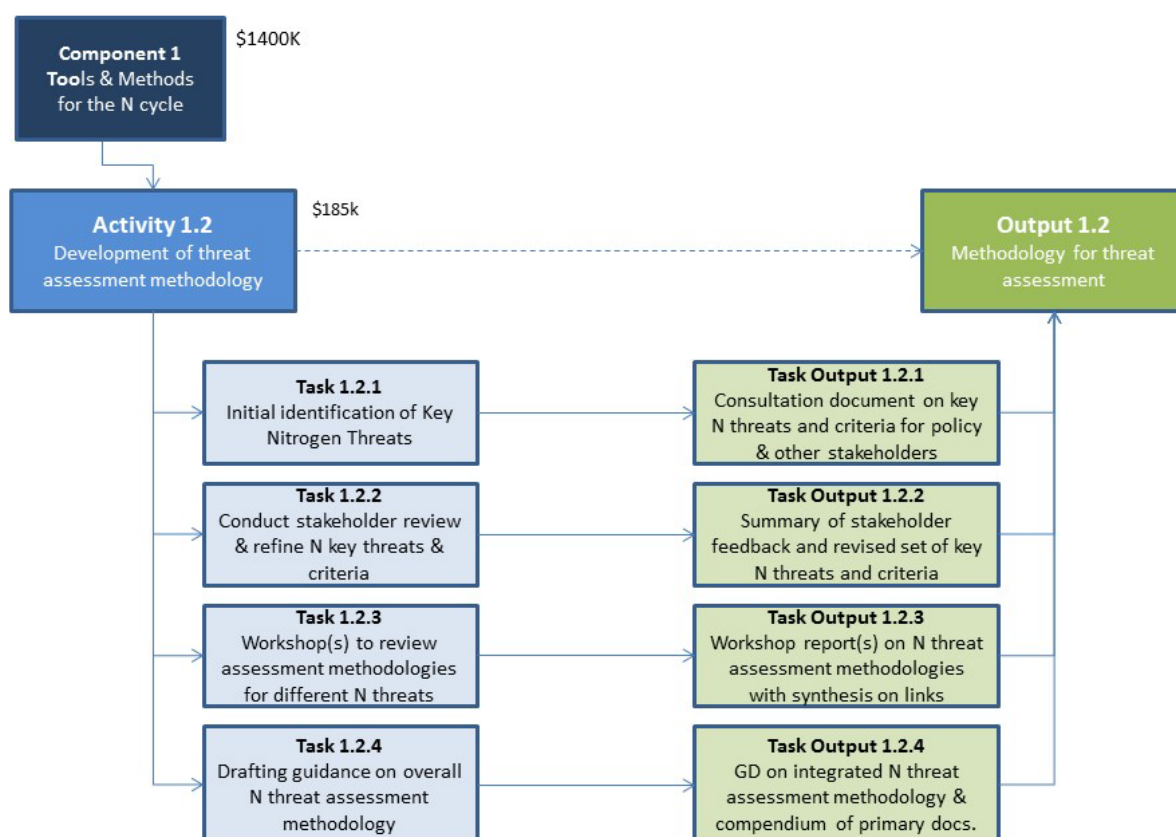 Component 1
Tools & Methods
for the N cycle
$1400K
Activity 1.2
Development of threat
assessment methodology
$185k
Output 1.2
Methodology for threat
assessment
Task 1.2.1
Initial identification of Key
Nitrogen Threats
Task Output 1.2.1
Consultation document on key
N threats and criteria for policy
& other stakeholders
Task 1.2.2
Conduct stakeholder review
& refine N key threats &
criteria
Task Output 1.2.2
Summary of stakeholder
feedback and revised set of key
N threats and criteria
Task 1.2.3
Workshop(s) to review
assessment methodologies
for different N threats
Task Output 1.2.3
Workshop report(s) on N threat
assessment methodologies
with synthesis on links
Task 1.2.4
Drafting guidance on overall
N threat assessment
methodology
Task Output 1.2.4
GD on integrated N threat
assessment methodology &
compendium of primary docs.